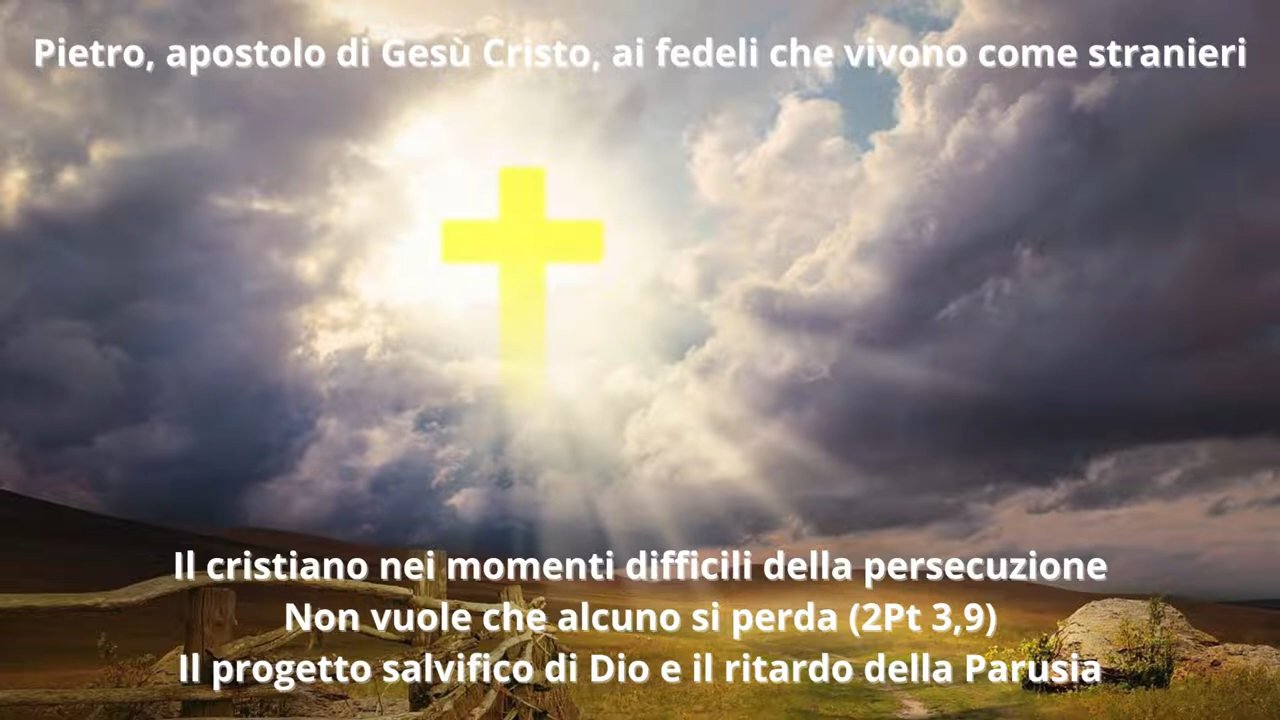 Pietro, apostolo di Gesù Cristo, ai fedeli che vivono come stranieri
Il cristiano nei momenti difficili della persecuzione
Non vuole che alcuno si perda (2Pt 3,9)
Il progetto salvifico di Dio e il ritardo della Parusia